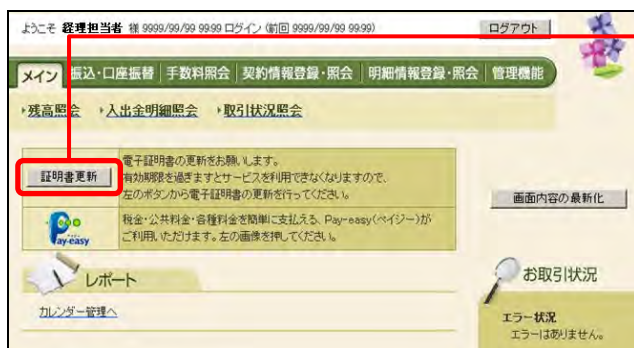 ようこそ 経理担当者 様 9999/99/99 99:99 ログイン (前回 9999/99/99 99:99)
ログアウト
メイン 振込・口座振替 手数料照会 契約情報登録・照会 明細情報登録・照会 管理機能
残高照会 入出金明細照会 取引状況照会
証明書更新
電子証明書の更新をお願いします。
有効期限を過ぎますとサービスを利用できなくなりますので、
左のボタンから電子証明書の更新を行ってください。
画面内容の最新化
Pay-easy
税金・公共料金・各種料金を簡単に支払える、Pay-easy(ペイジー)が
ご利用いただけます。左の画像を押してください。
レポート
お取引状況
カレンダー管理へ
エラー状況
エラーはありません。